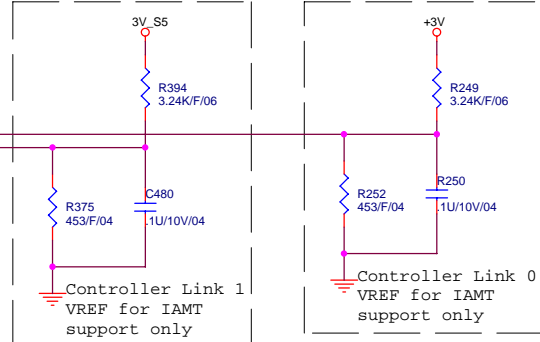 3V_S5
R394
3.24K/F/06
R375
453/F/04
C480
.1U/10V/04
Controller Link 1
VREF for IAMT
support only
+3V
R249
3.24K/F/06
R252
453/F/04
R250
.1U/10V/04
Controller Link 0
VREF for IAMT
support only